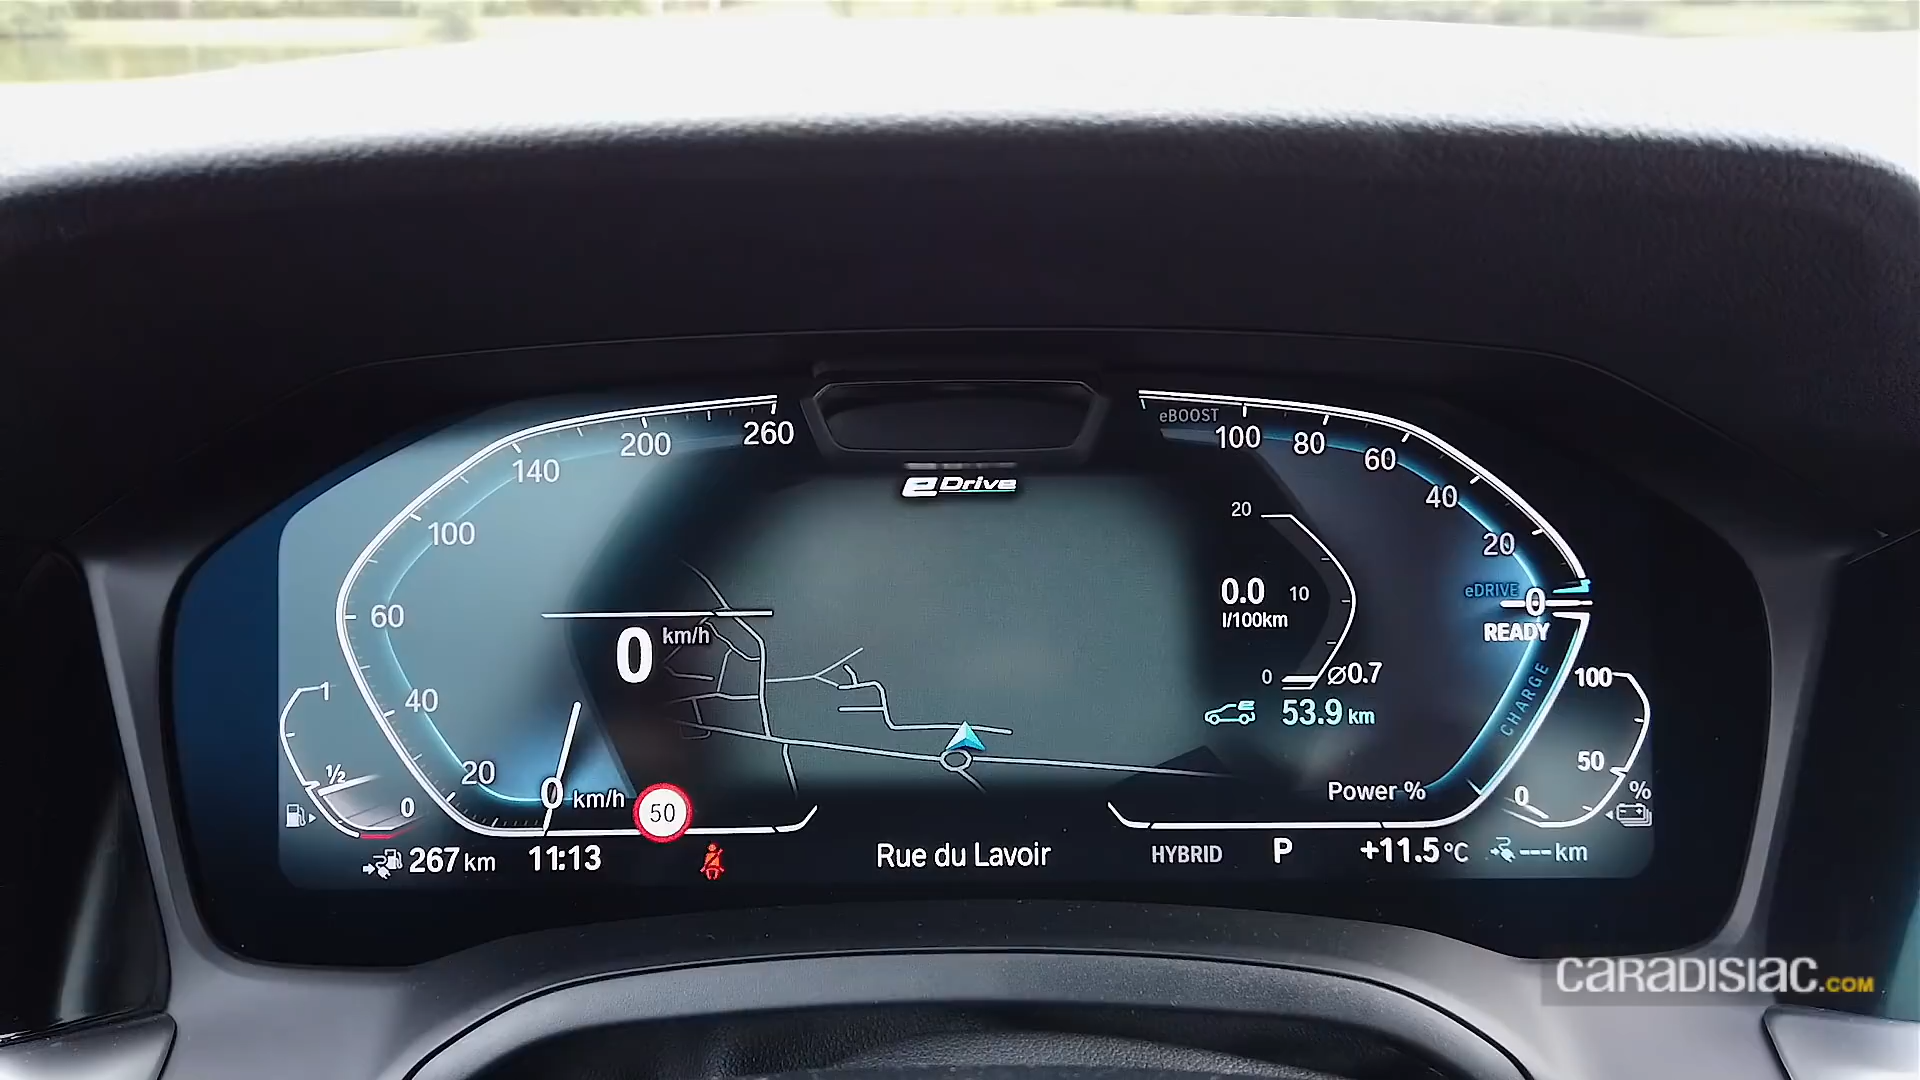 eBOOST
260
200
140
100
60
40
20
0 km/h
0 km/h
50
eDrive
100
80
60
40
20
eDRIVE
0
READY
CHARGE
20
10
0
0.0
l/100km
⌀0.7
53.9 km
Power %
1
1/2
0
100
50
0
%
267 km
11:13
Rue du Lavoir
HYBRID
P
+11.5°C
--- km
CARADISIAC.COM